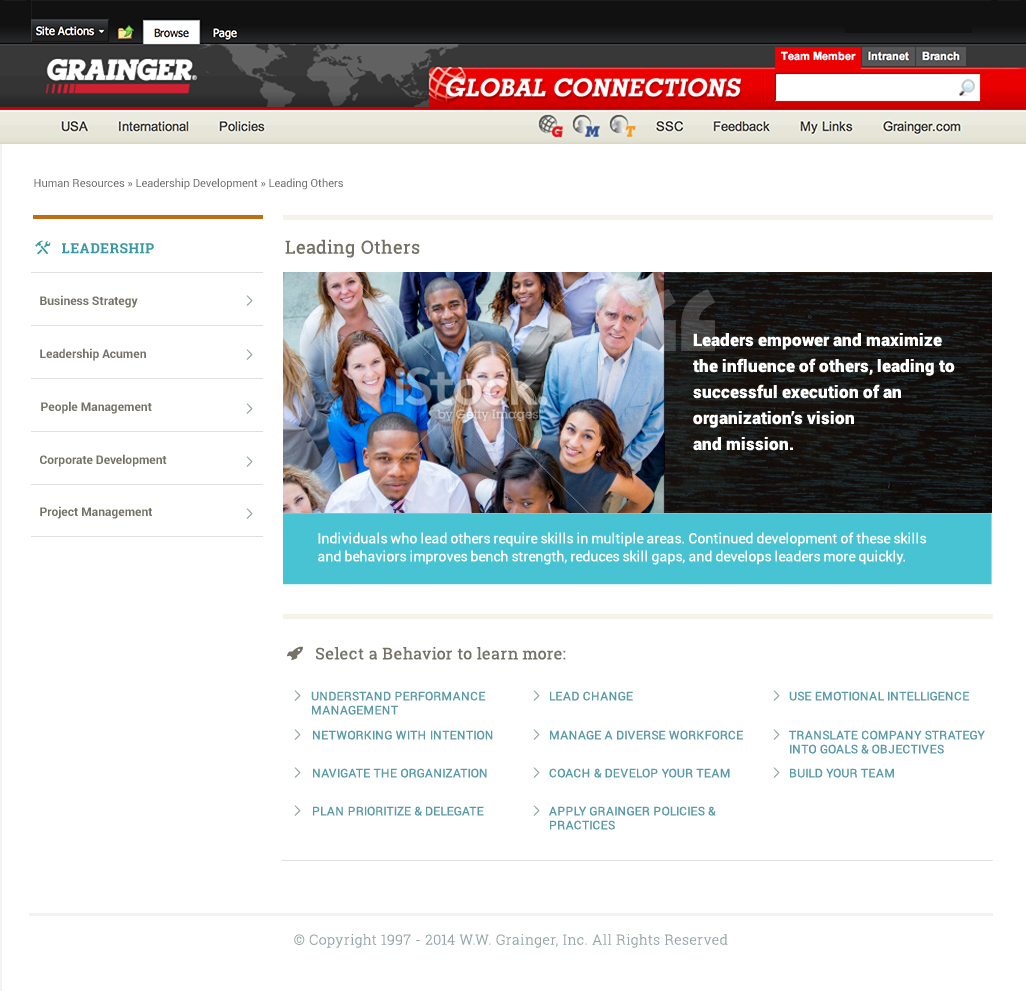 Site Actions
Browse
Page
GRAINGER®
GLOBAL CONNECTIONS
Team Member
Intranet
Branch
USA
International
Policies
G
M
T
SSC
Feedback
My Links
Grainger.com
Human Resources » Leadership Development » Leading Others
LEADERSHIP
Business Strategy
Leadership Acumen
People Management
Corporate Development
Project Management
Leading Others
iStock.
by Getty Images
“
Leaders empower and maximize
the influence of others, leading to
successful execution of an
organization’s vision
and mission.
Individuals who lead others require skills in multiple areas. Continued development of these skills
and behaviors improves bench strength, reduces skill gaps, and develops leaders more quickly.
Select a Behavior to learn more:
UNDERSTAND PERFORMANCE
MANAGEMENT
NETWORKING WITH INTENTION
NAVIGATE THE ORGANIZATION
PLAN PRIORITIZE & DELEGATE
LEAD CHANGE
MANAGE A DIVERSE WORKFORCE
COACH & DEVELOP YOUR TEAM
APPLY GRAINGER POLICIES &
PRACTICES
USE EMOTIONAL INTELLIGENCE
TRANSLATE COMPANY STRATEGY
INTO GOALS & OBJECTIVES
BUILD YOUR TEAM
© Copyright 1997 - 2014 W.W. Grainger, Inc. All Rights Reserved